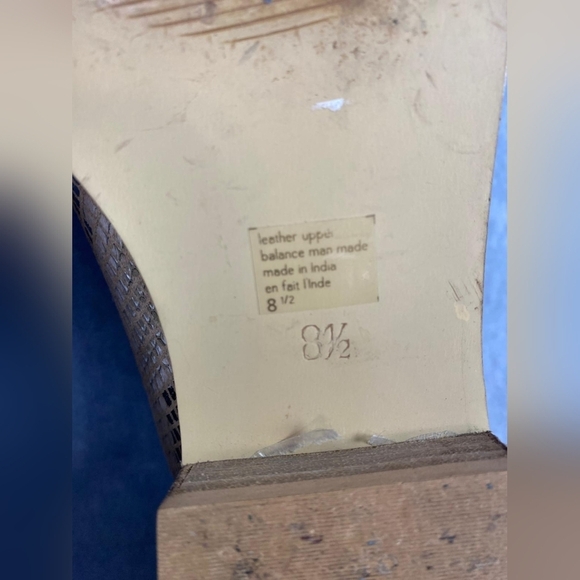 leather upper
balance man made
made in India
en fait l'Inde
8 1/2
8½